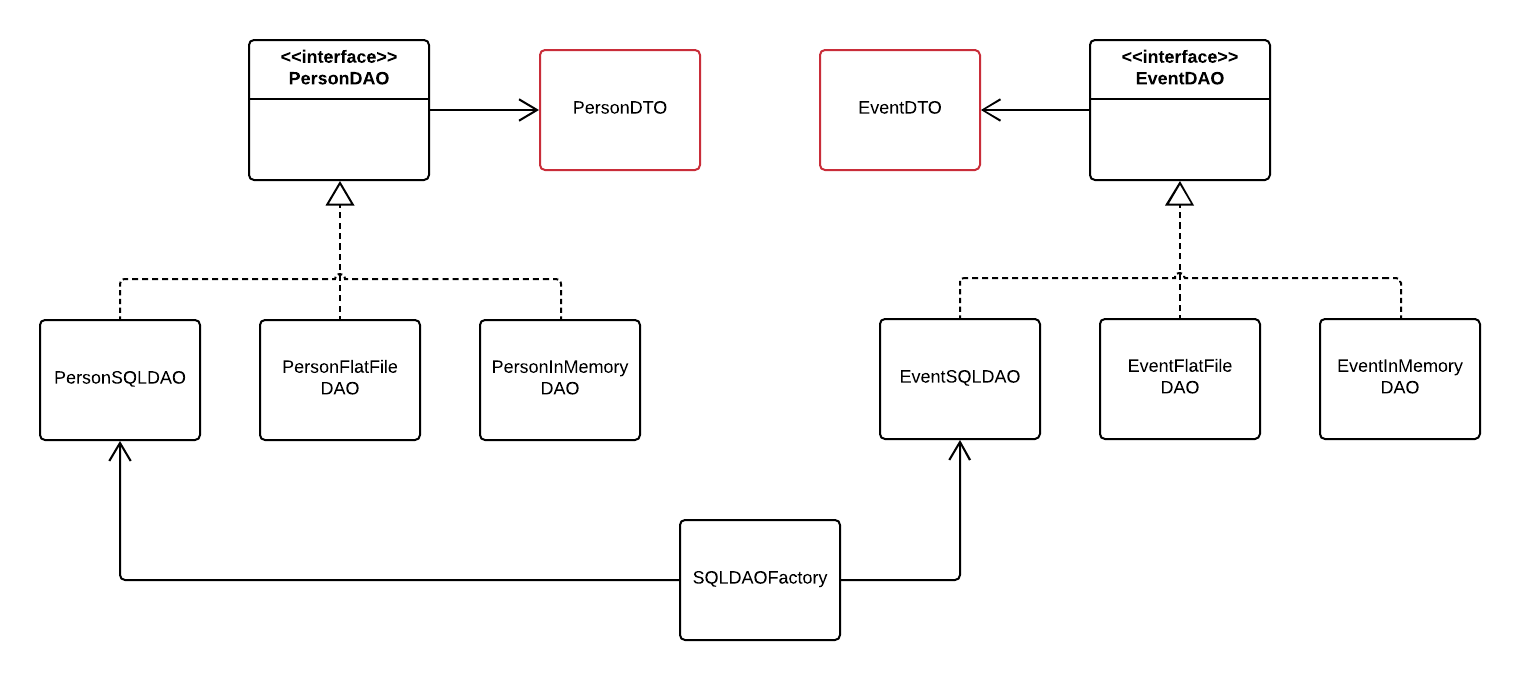 <<interface>>
PersonDAO
PersonDTO
EventDTO
<<interface>>
EventDAO
PersonSQLDAO
PersonFlatFile
DAO
PersonInMemory
DAO
EventSQLDAO
EventFlatFile
DAO
EventInMemory
DAO
SQLDAOFactory